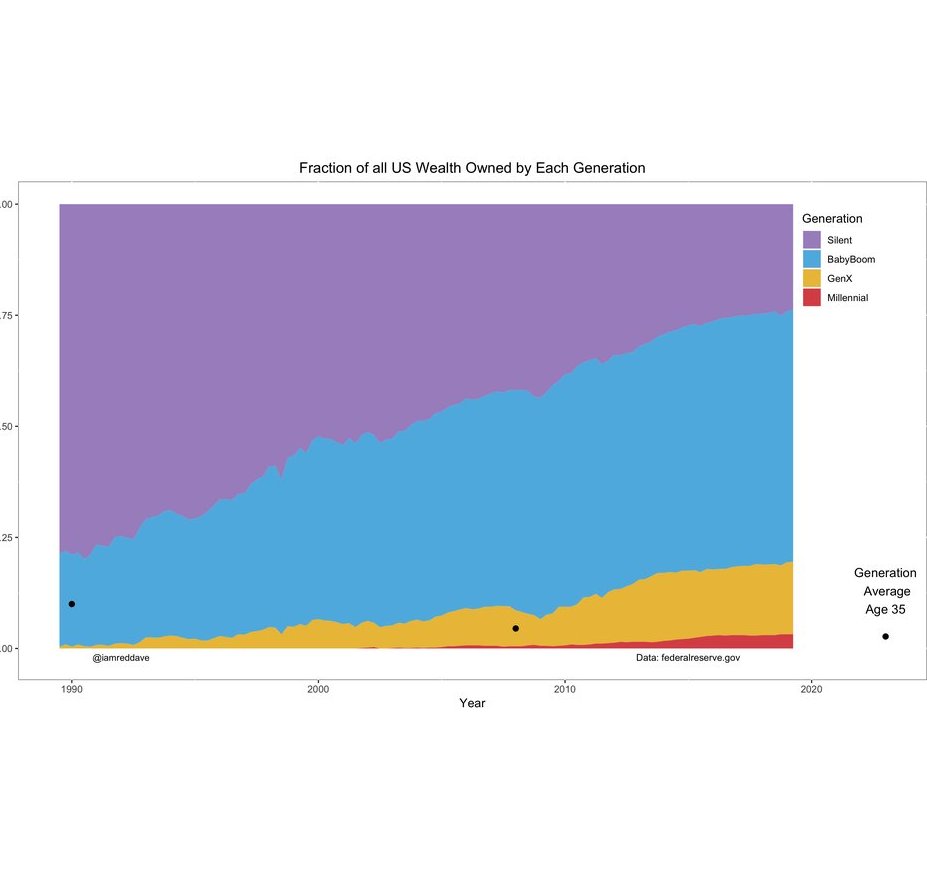 Fraction of all US Wealth Owned by Each Generation
.00
.75
.50
.25
.00
Generation
Silent
BabyBoom
GenX
Millennial
Generation
Average
Age 35
@iamreddave
Data: federalreserve.gov
1990
2000
2010
2020
Year